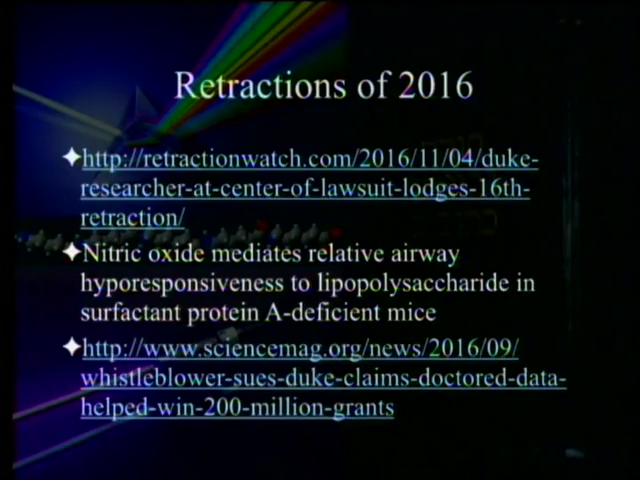 Retractions of 2016
http://retractionwatch.com/2016/11/04/duke-
researcher-at-center-of-lawsuit-lodges-16th-
retraction/
Nitric oxide mediates relative airway
hyporesponsiveness to lipopolysaccharide in
surfactant protein A-deficient mice
http://www.sciencemag.org/news/2016/09/
whistleblower-sues-duke-claims-doctored-data-
helped-win-200-million-grants